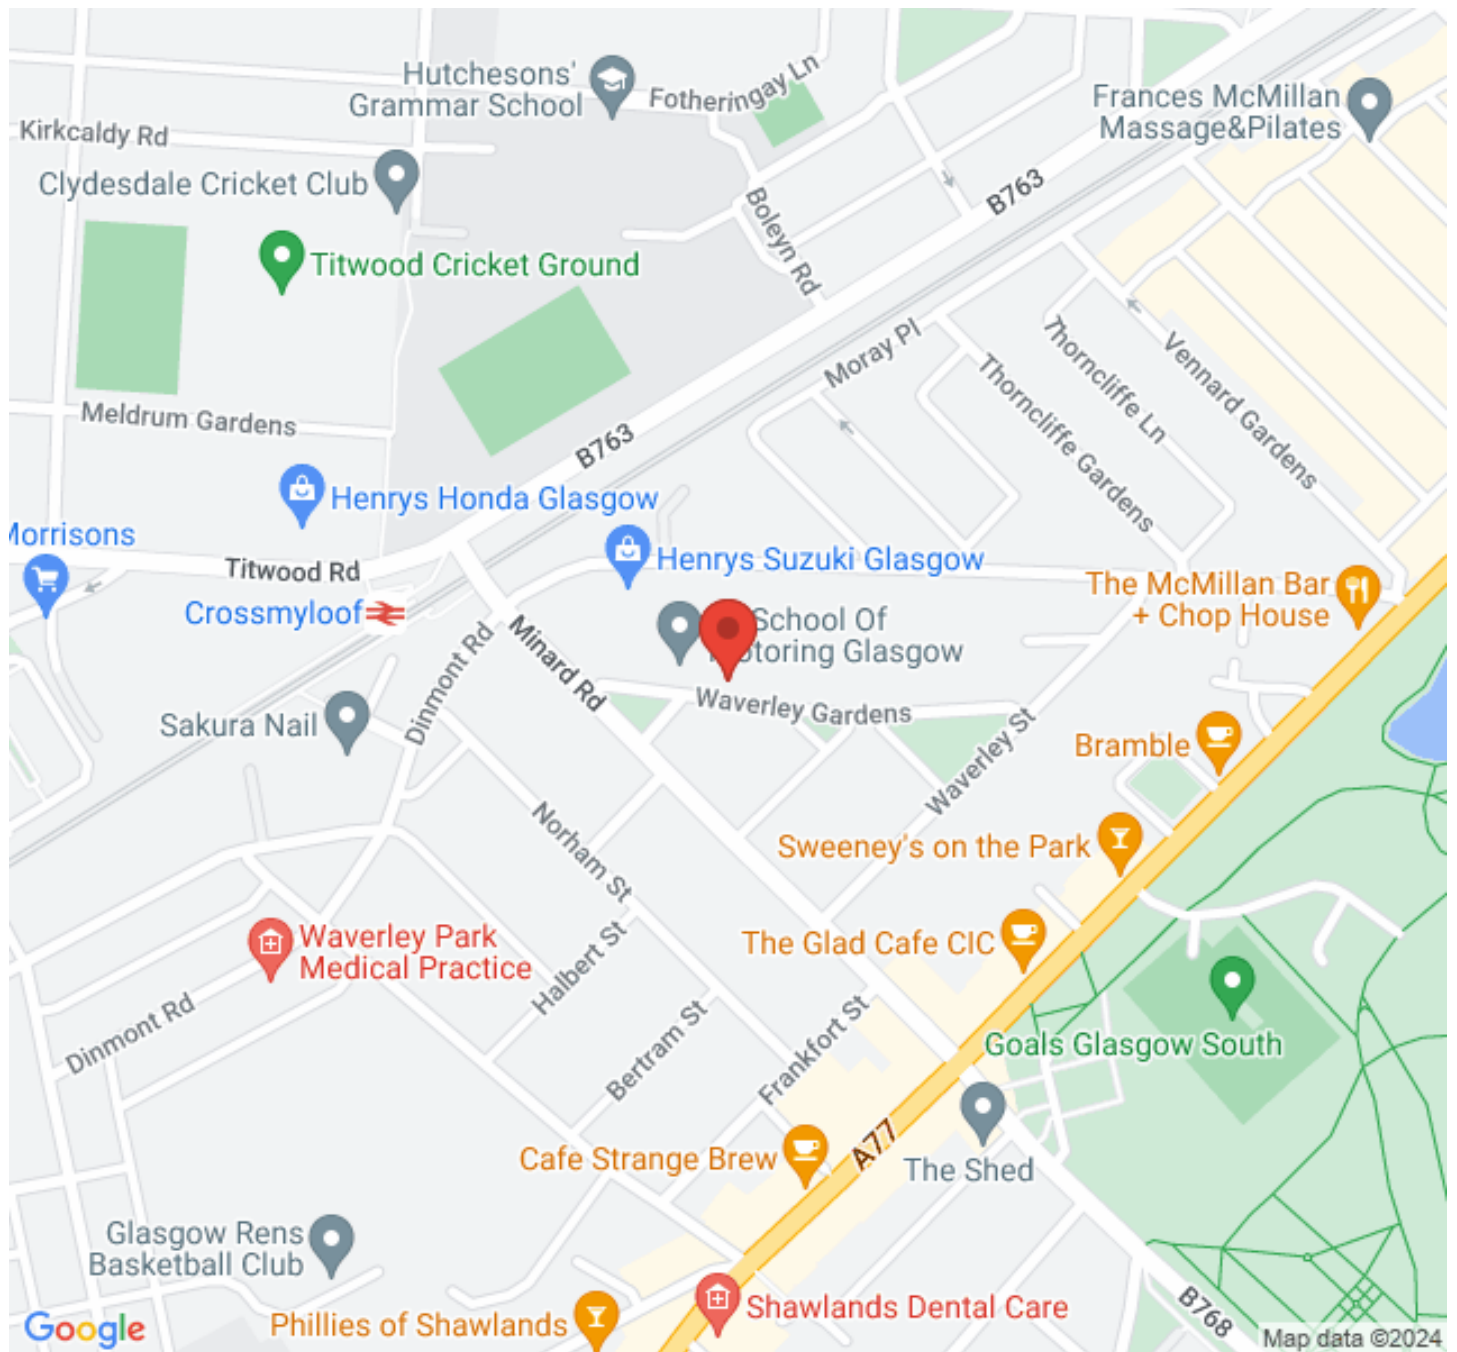 Hutchesons'
Grammar School
Fotheringay Ln
Frances McMillan
Massage&Pilates
Kirkcaldy Rd
Clydesdale Cricket Club
B763
Boleyn Rd
Titwood Cricket Ground
Moray Pl
Thorncliffe Ln
Vennard Gardens
Thorncliffe Gardens
Meldrum Gardens
B763
Henrys Honda Glasgow
Morrisons
Titwood Rd
Henrys Suzuki Glasgow
The McMillan Bar
+ Chop House
Crossmyloof
School Of
Motoring Glasgow
Minard Rd
Dinmont Rd
Waverley Gardens
Sakura Nail
Waverley St
Bramble
Norham St
Sweeney's on the Park
Waverley Park
Medical Practice
The Glad Cafe CIC
Halbert St
Dinmont Rd
Bertram St
Frankfort St
Goals Glasgow South
A77
Cafe Strange Brew
The Shed
Glasgow Rens
Basketball Club
Shawlands Dental Care
Phillies of Shawlands
B768
Google
Map data ©2024